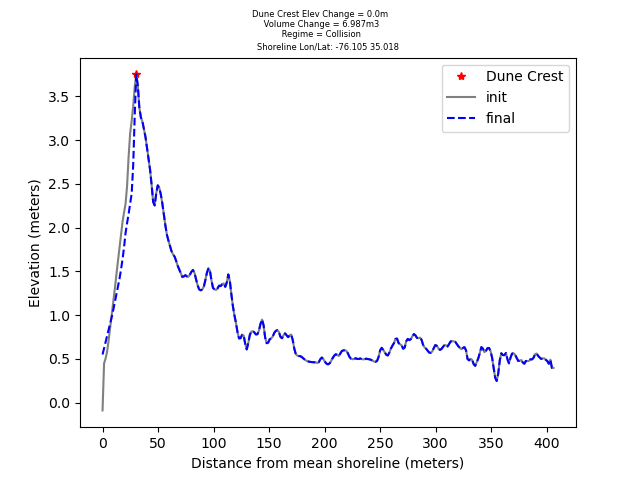 Dune Crest Elev Change = 0.0m
Volume Change = 6.987m3
Regime = Collision
Shoreline Lon/Lat: -76.105 35.018
Dune Crest
init
final
3.5
3.0
2.5
2.0
1.5
1.0
0.5
0.0
Elevation (meters)
0 50 100 150 200 250 300 350 400
Distance from mean shoreline (meters)